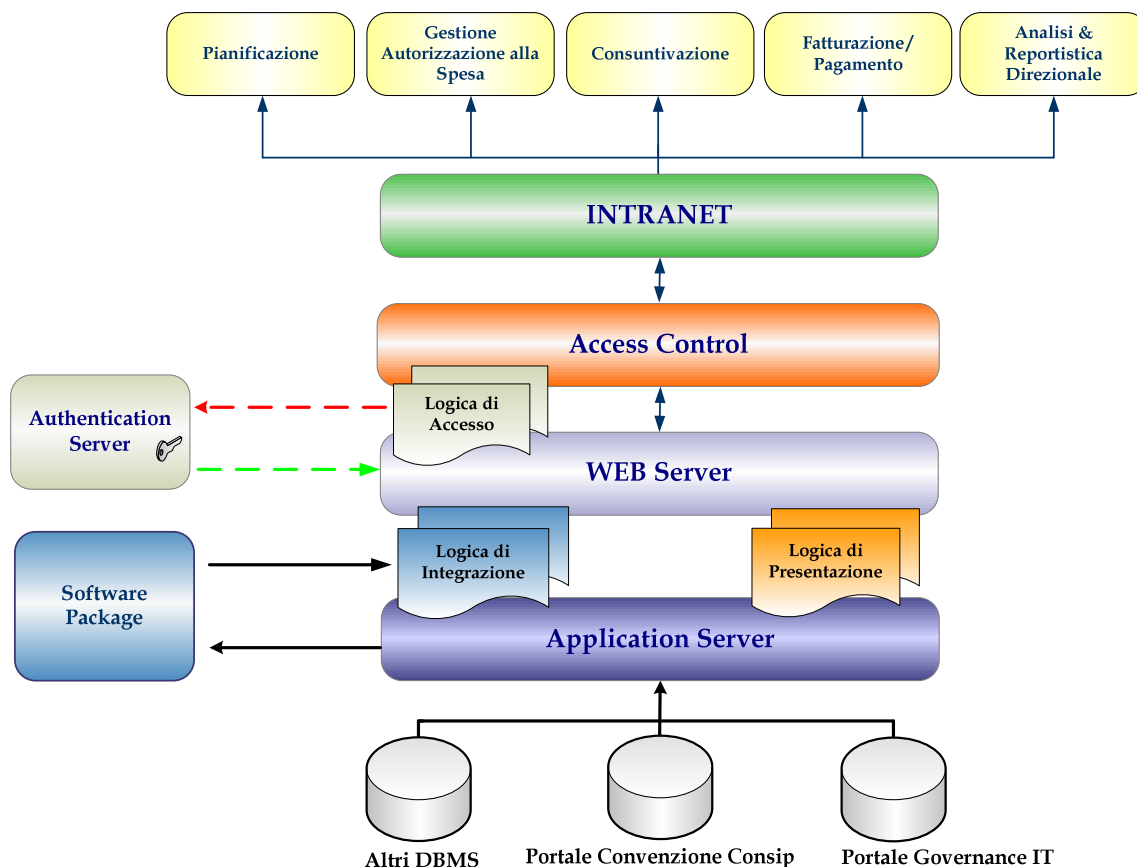 Pianificazione
Gestione
Autorizzazione alla
Spesa
Consuntivazione
Fatturazione/
Pagamento
Analisi &
Reportistica
Direzionale
INTRANET
Access Control
Logica di
Accesso
Authentication
Server
WEB Server
Logica di
Integrazione
Logica di
Presentazione
Software
Package
Application Server
Altri DBMS
Portale Convenzione Consip
Portale Governance IT